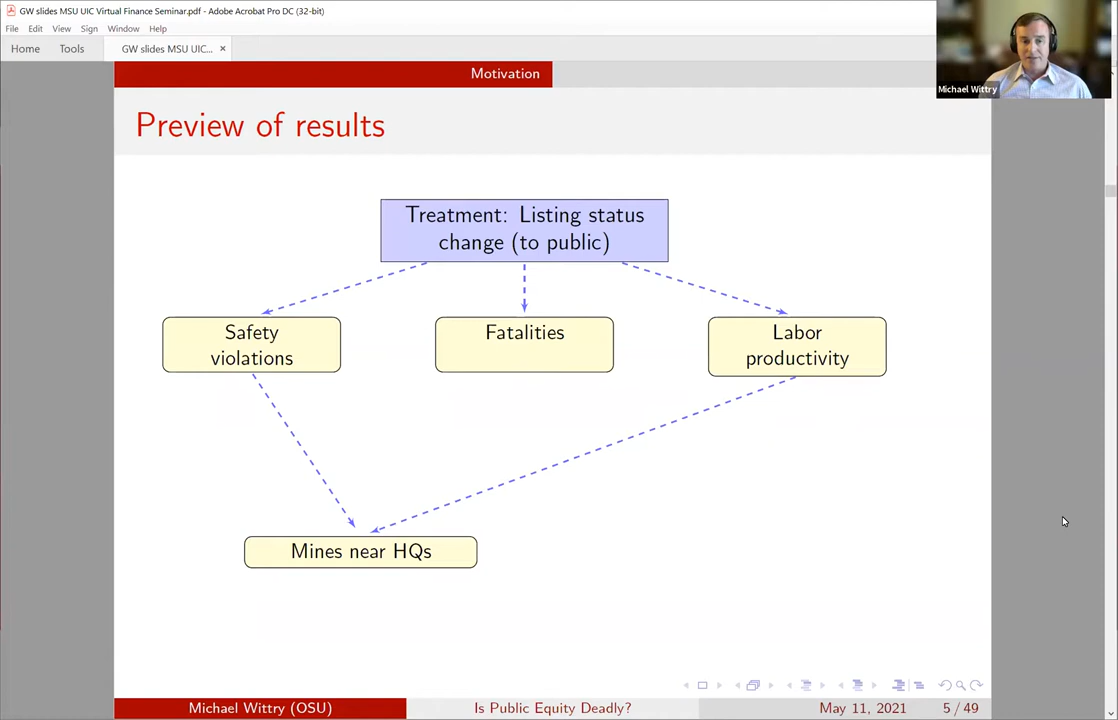 GW slides MSU UIC Virtual Finance Seminar.pdf - Adobe Acrobat Pro DC (32-bit)
File Edit View Sign Window Help
Home Tools GW slides MSU UIC... ×
Michael Wittry
Motivation
Preview of results
Treatment: Listing status
change (to public)
Safety
violations
Fatalities
Labor
productivity
Mines near HQs
Michael Wittry (OSU) Is Public Equity Deadly? May 11, 2021 5 / 49